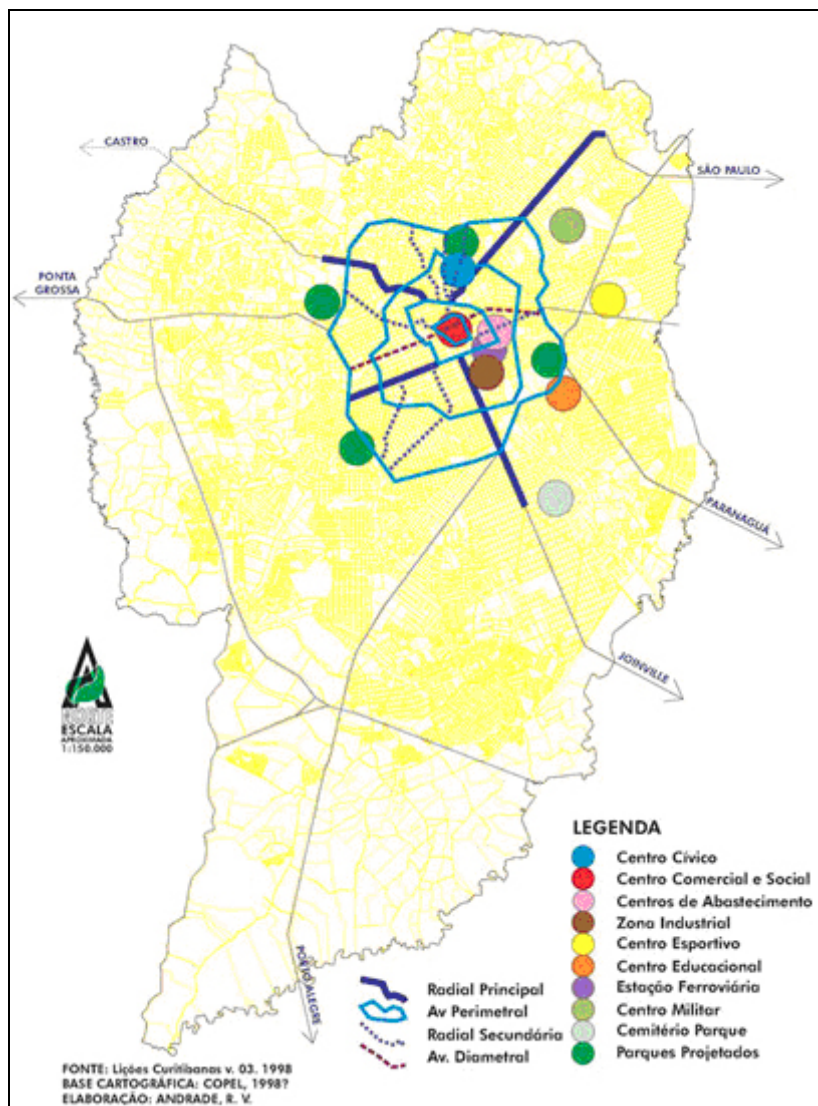 CASTRO
SÃO PAULO
PONTA
GROSSA
PARANAGUÁ
JOINVILLE
PORTO ALEGRE
NORTE
ESCALA
APROXIMADA
1:150.000
LEGENDA
Centro Cívico
Centro Comercial e Social
Centros de Abastecimento
Zona Industrial
Centro Esportivo
Centro Educacional
Estação Ferroviária
Centro Militar
Cemitério Parque
Parques Projetados
Radial Principal
Av Perimetral
Radial Secundária
Av. Diametral
FONTE: Lições Curitibanas v. 03. 1998
BASE CARTOGRÁFICA: COPEL, 1998?
ELABORAÇÃO: ANDRADE, R. V.